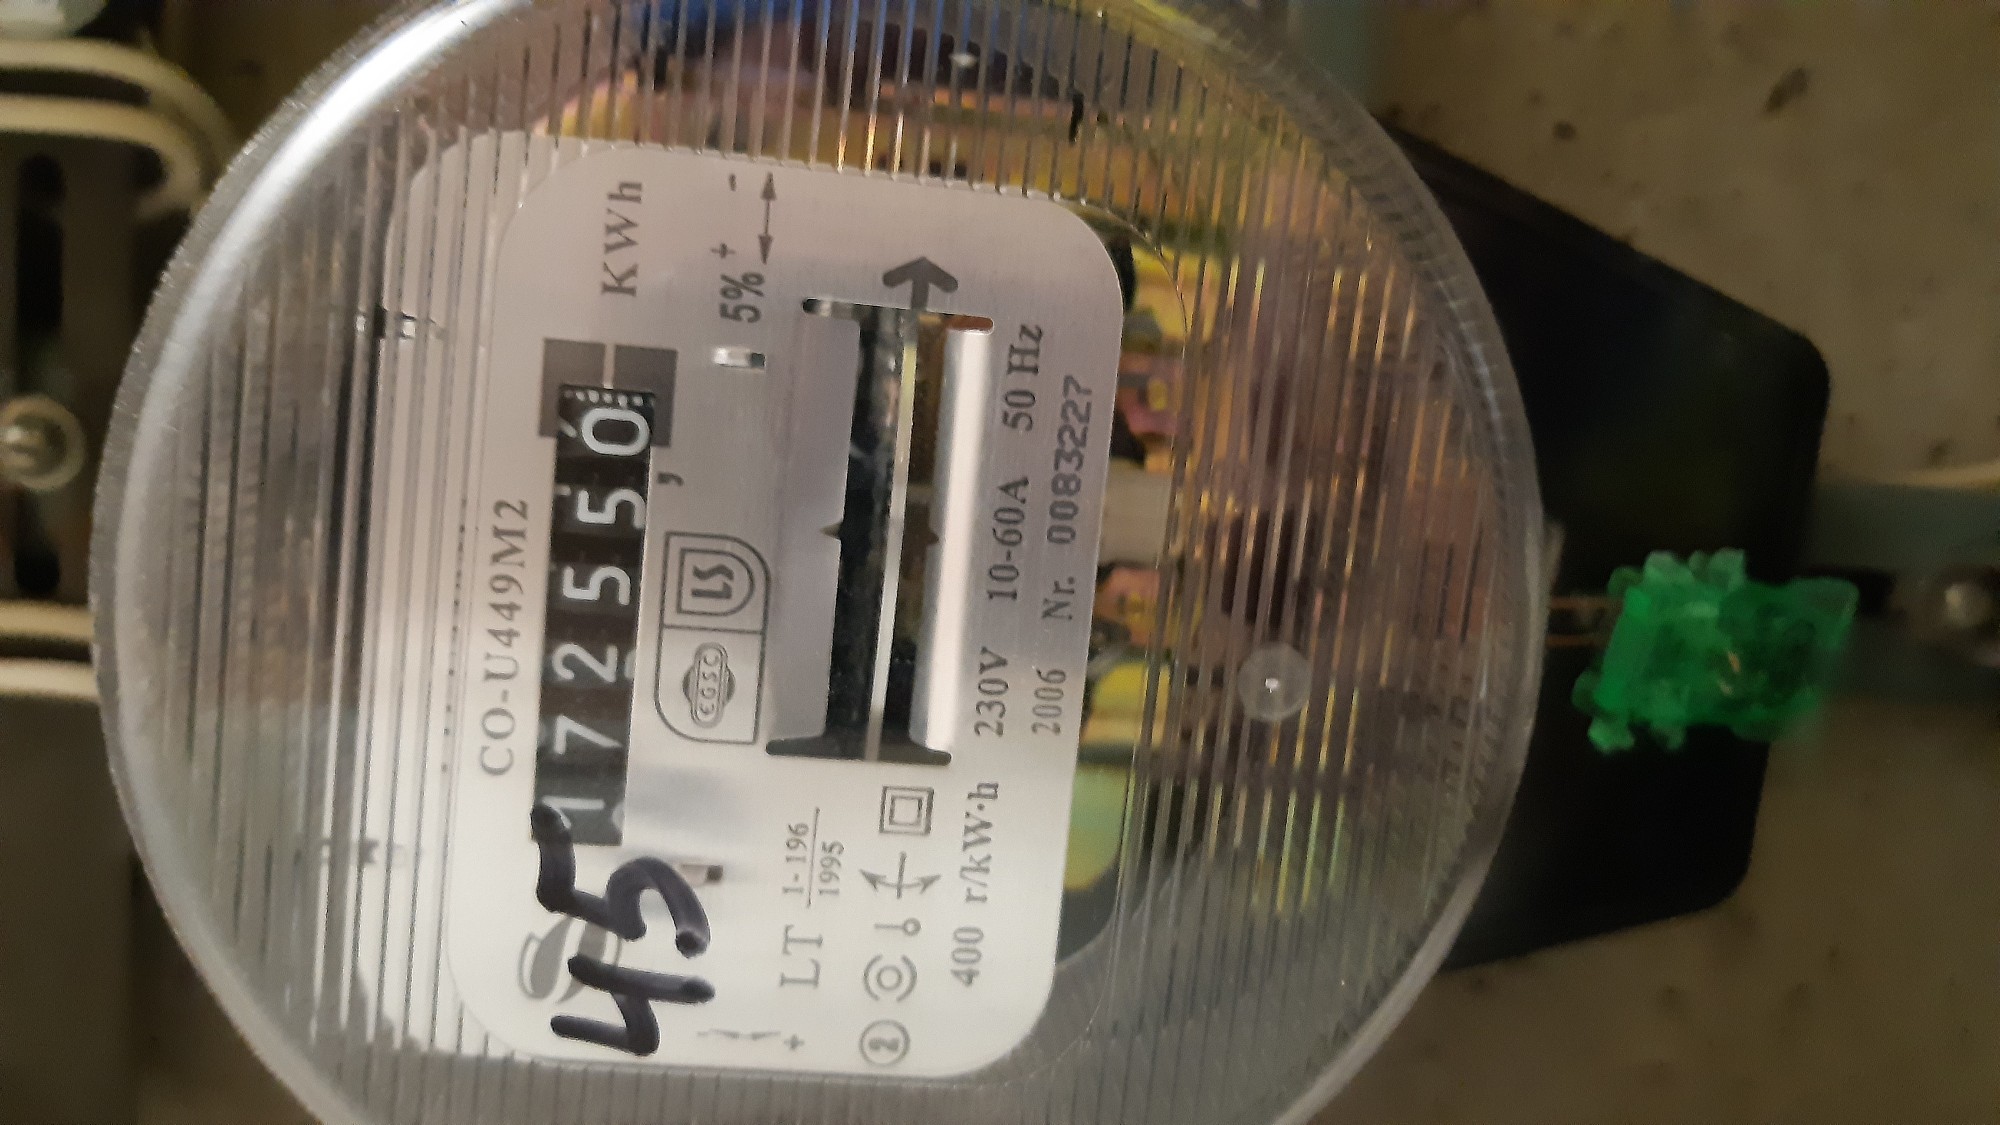 CO-U449M2
45
172550
,
KWh
EGSC
LS
5% + -
+
LT 1-196
1995
2
400 r/kW·h 230V 10-60A 50 Hz
2006 Nr. 0083227